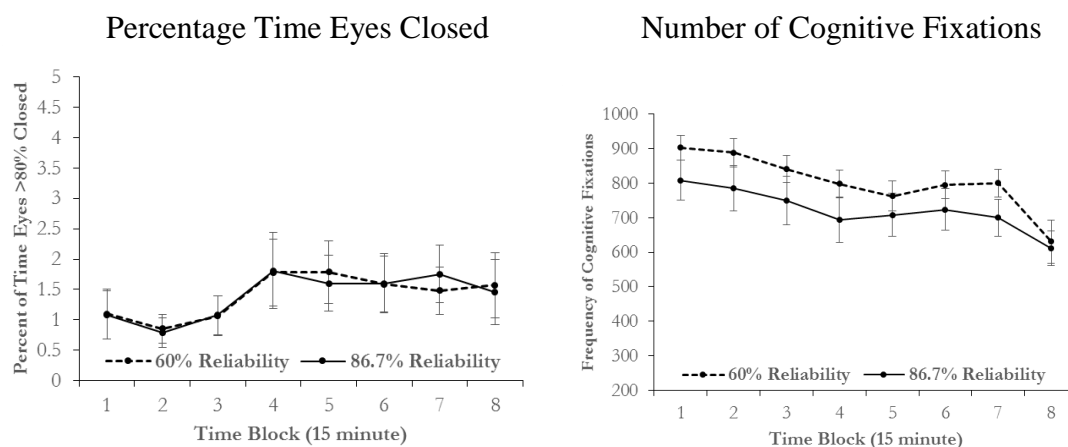 Percentage Time Eyes Closed
Percent of Time Eyes >80% Closed
5
4.5
4
3.5
3
2.5
2
1.5
1
0.5
0
60% Reliability 86.7% Reliability
1 2 3 4 5 6 7 8
Time Block (15 minute)
Number of Cognitive Fixations
Frequency of Cognitive Fixations
1000
900
800
700
600
500
400
300
200
60% Reliability 86.7% Reliability
1 2 3 4 5 6 7 8
Time Block (15 minute)